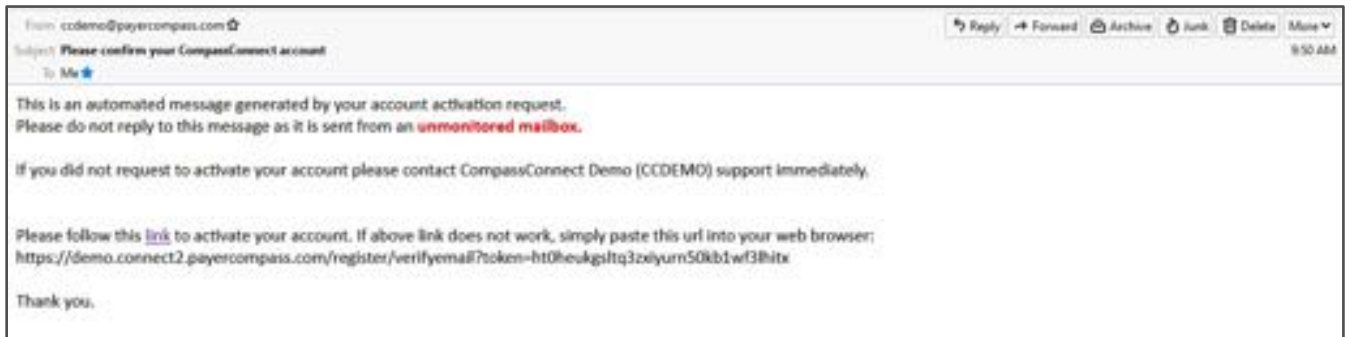 From ccdemo@payercompass.com
Reply Forward Archive Junk Delete More
Subject Please confirm your CompassConnect account
9:50 AM
To Me
This is an automated message generated by your account activation request.
Please do not reply to this message as it is sent from an unmonitored mailbox.
If you did not request to activate your account please contact CompassConnect Demo (CCDEMO) support immediately.
Please follow this link to activate your account. If above link does not work, simply paste this url into your web browser:
https://demo.connect2.payercompass.com/register/verifyemail?token=ht0heukgsltq3zxiyurn50kb1wf3lhitx
Thank you.